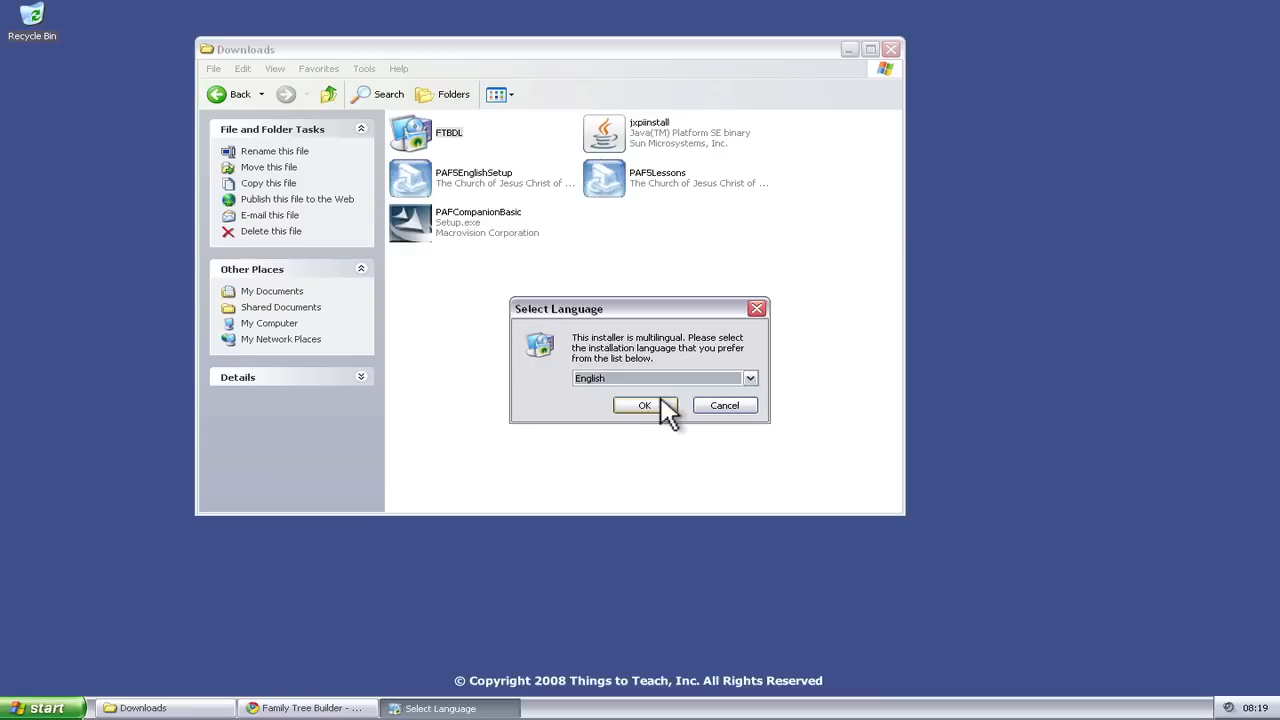 Recycle Bin
Downloads
File Edit View Favorites Tools Help
Back Search Folders
File and Folder Tasks
Rename this file
Move this file
Copy this file
Publish this file to the Web
E-mail this file
Delete this file
Other Places
My Documents
Shared Documents
My Computer
My Network Places
Details
FTBDL
jxpiinstall
Java(TM) Platform SE binary
Sun Microsystems, Inc.
PAF5EnglishSetup
The Church of Jesus Christ of ...
PAF5Lessons
The Church of Jesus Christ of ...
PAFCompanionBasic
Setup.exe
Macrovision Corporation
Select Language
This installer is multilingual. Please select
the installation language that you prefer
from the list below.
English
OK Cancel
© Copyright 2008 Things to Teach, Inc. All Rights Reserved
start Downloads Family Tree Builder - ... Select Language 08:19